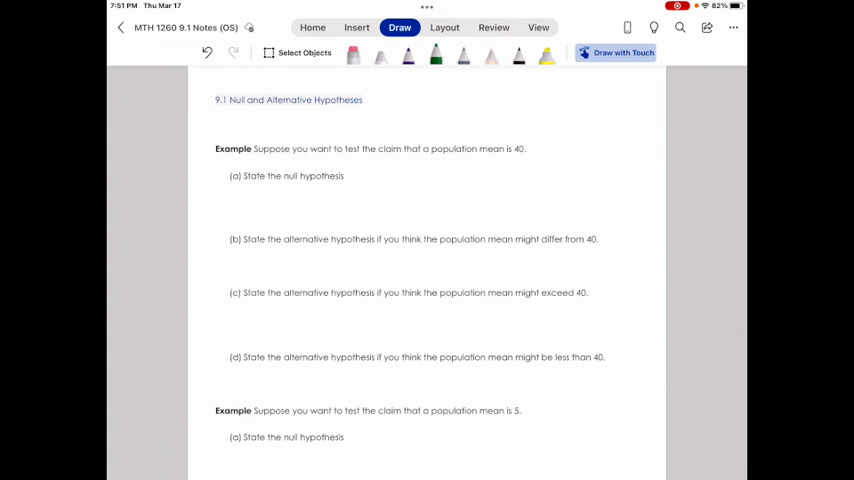 7:51 PM Thu Mar 17
82%
MTH 1260 9.1 Notes (OS)
Home Insert Draw Layout Review View
Select Objects
Draw with Touch
9.1 Null and Alternative Hypotheses
Example Suppose you want to test the claim that a population mean is 40.
(a) State the null hypothesis
(b) State the alternative hypothesis if you think the population mean might differ from 40.
(c) State the alternative hypothesis if you think the population mean might exceed 40.
(d) State the alternative hypothesis if you think the population mean might be less than 40.
Example Suppose you want to test the claim that a population mean is 5.
(a) State the null hypothesis